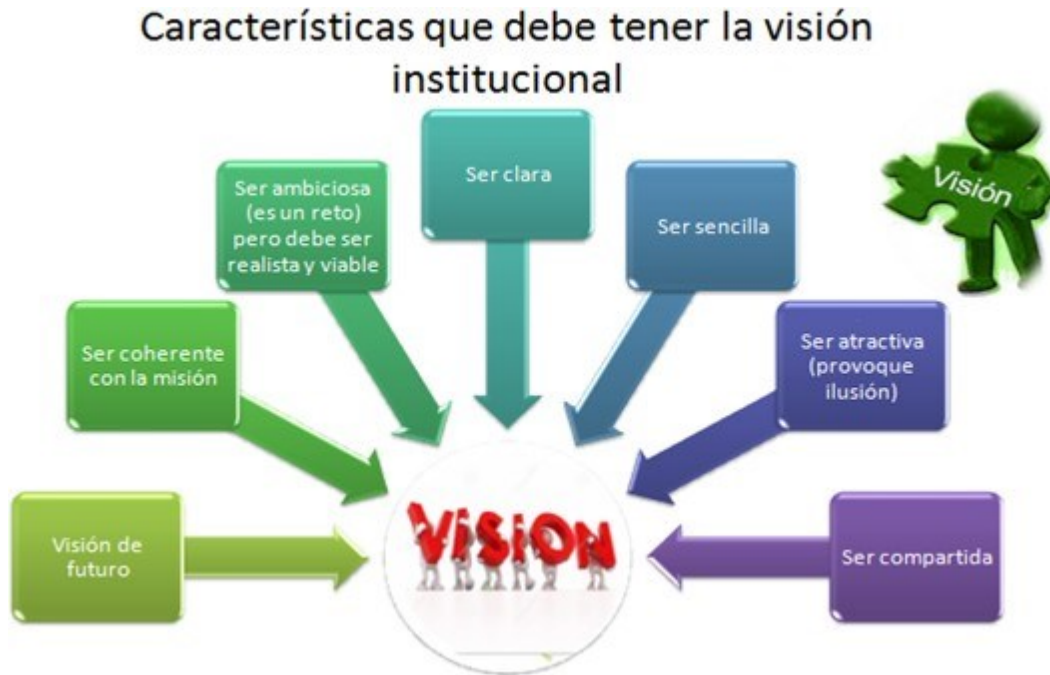 Características que debe tener la visión
institucional
Ser clara
Ser ambiciosa
(es un reto)
pero debe ser
realista y viable
Ser sencilla
Visión
Ser coherente
con la misión
Ser atractiva
(provoque
ilusión)
Visión de
futuro
VISION
Ser compartida